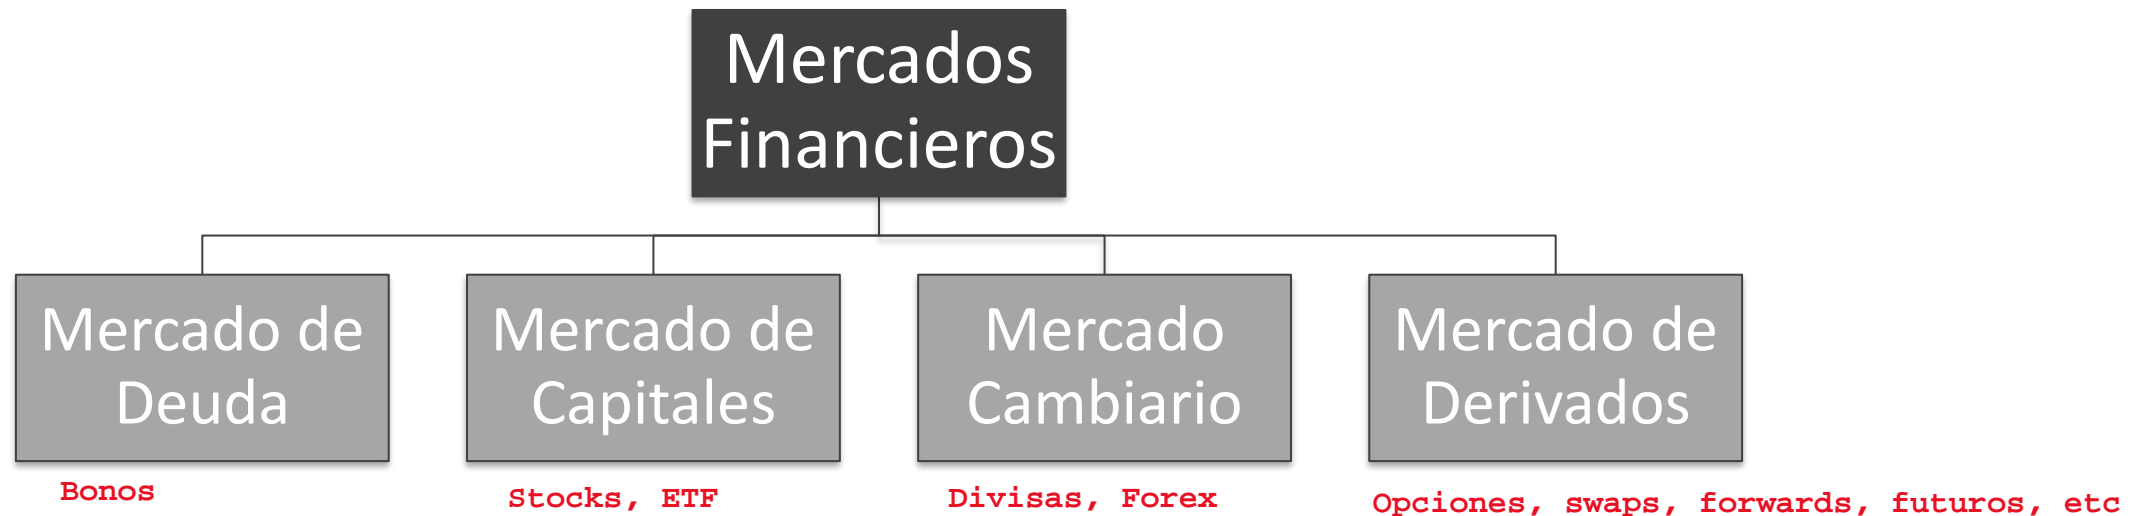 Mercados
Financieros
Mercado de
Deuda
Mercado de
Capitales
Mercado
Cambiario
Mercado de
Derivados
Bonos
Stocks, ETF
Divisas, Forex
Opciones, swaps, forwards, futuros, etc